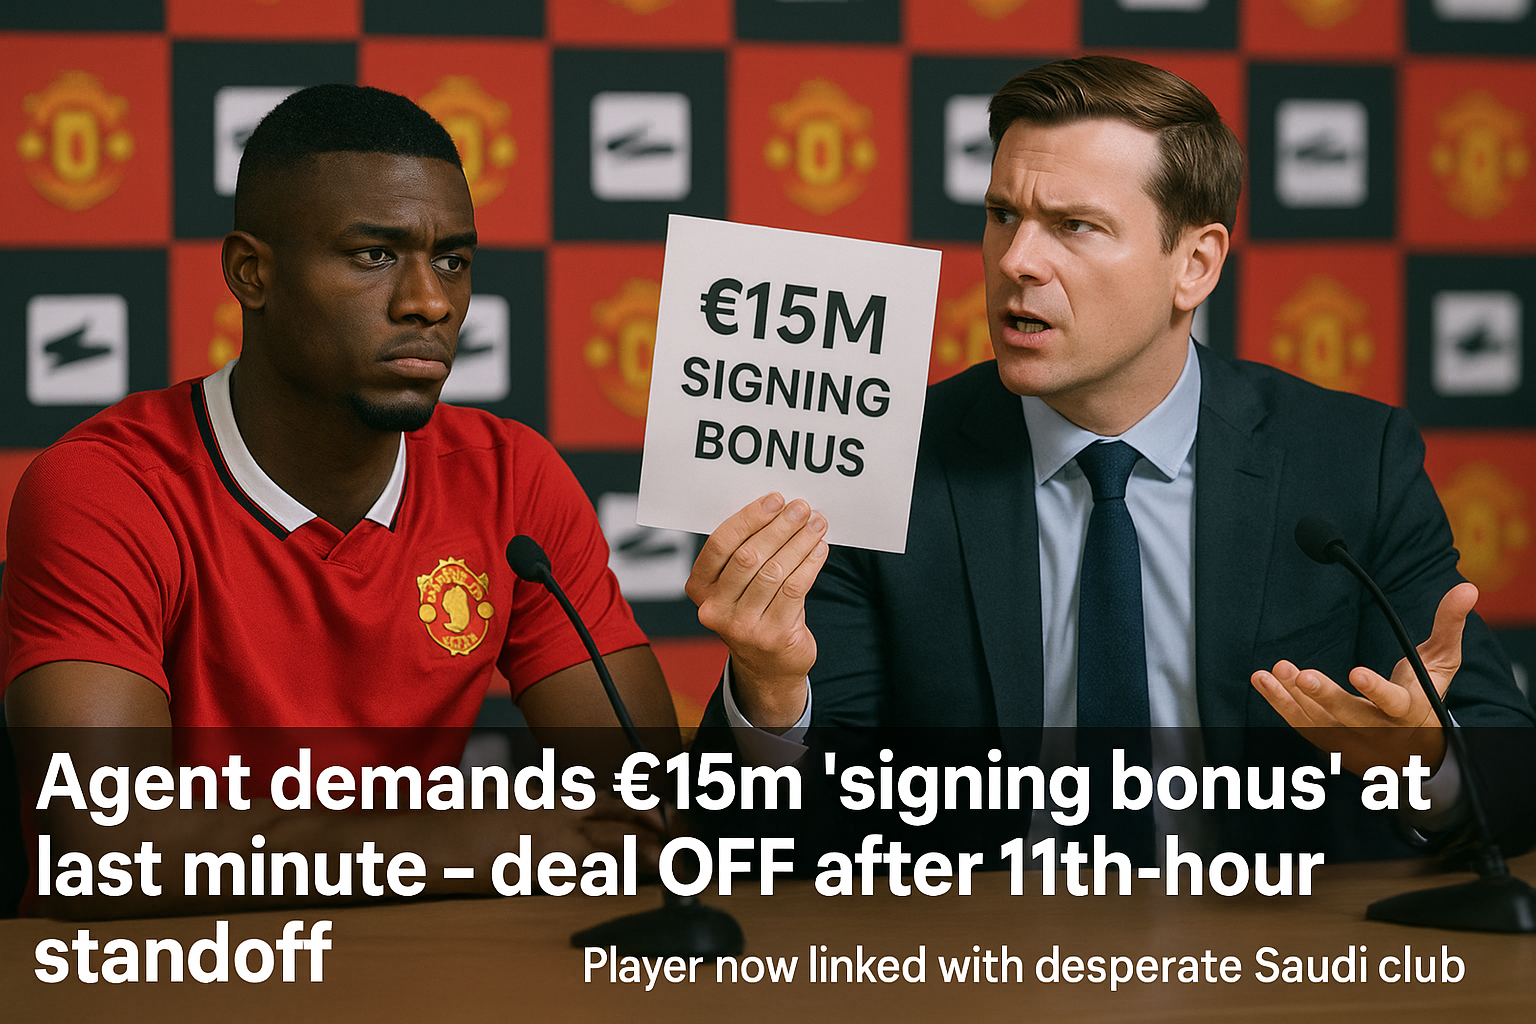 €15M
SIGNING
BONUS
Agent demands €15m 'signing bonus' at
last minute – deal OFF after 11th-hour
standoff
Player now linked with desperate Saudi club